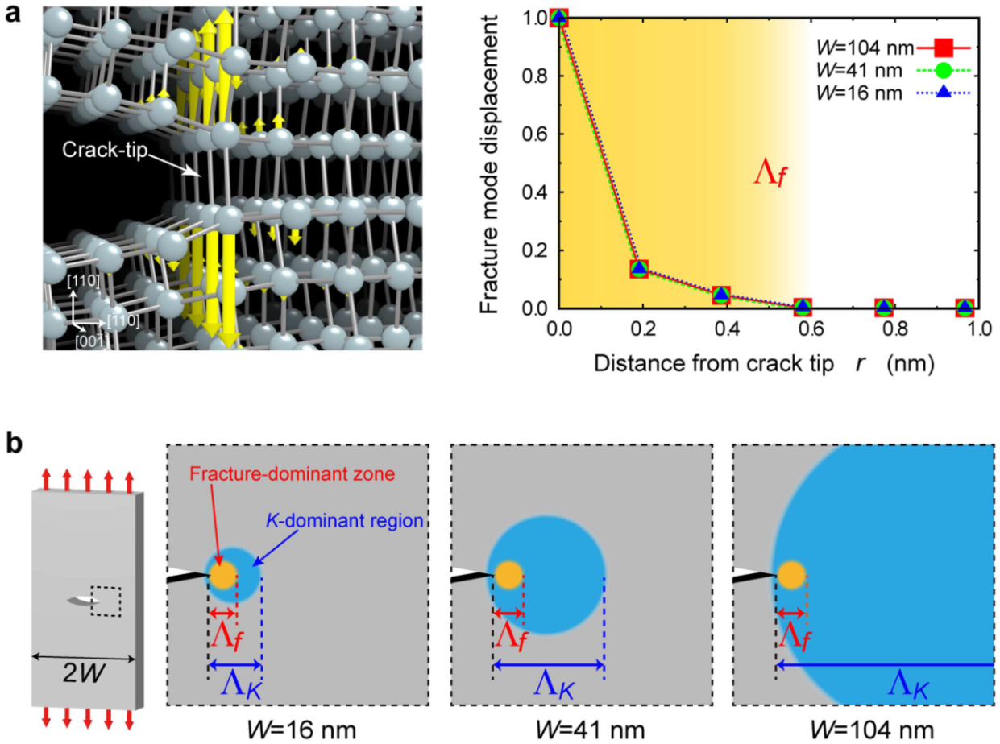 a
Crack-tip
[110]
[110]
[001]
Fracture mode displacement
1.0
0.8
0.6
0.4
0.2
0.0
W=104 nm
W=41 nm
W=16 nm
Λf
0.0 0.2 0.4 0.6 0.8 1.0
Distance from crack tip r (nm)
b
2W
Fracture-dominant zone
K-dominant region
Λf
ΛK
W=16 nm
Λf
ΛK
W=41 nm
Λf
ΛK
W=104 nm